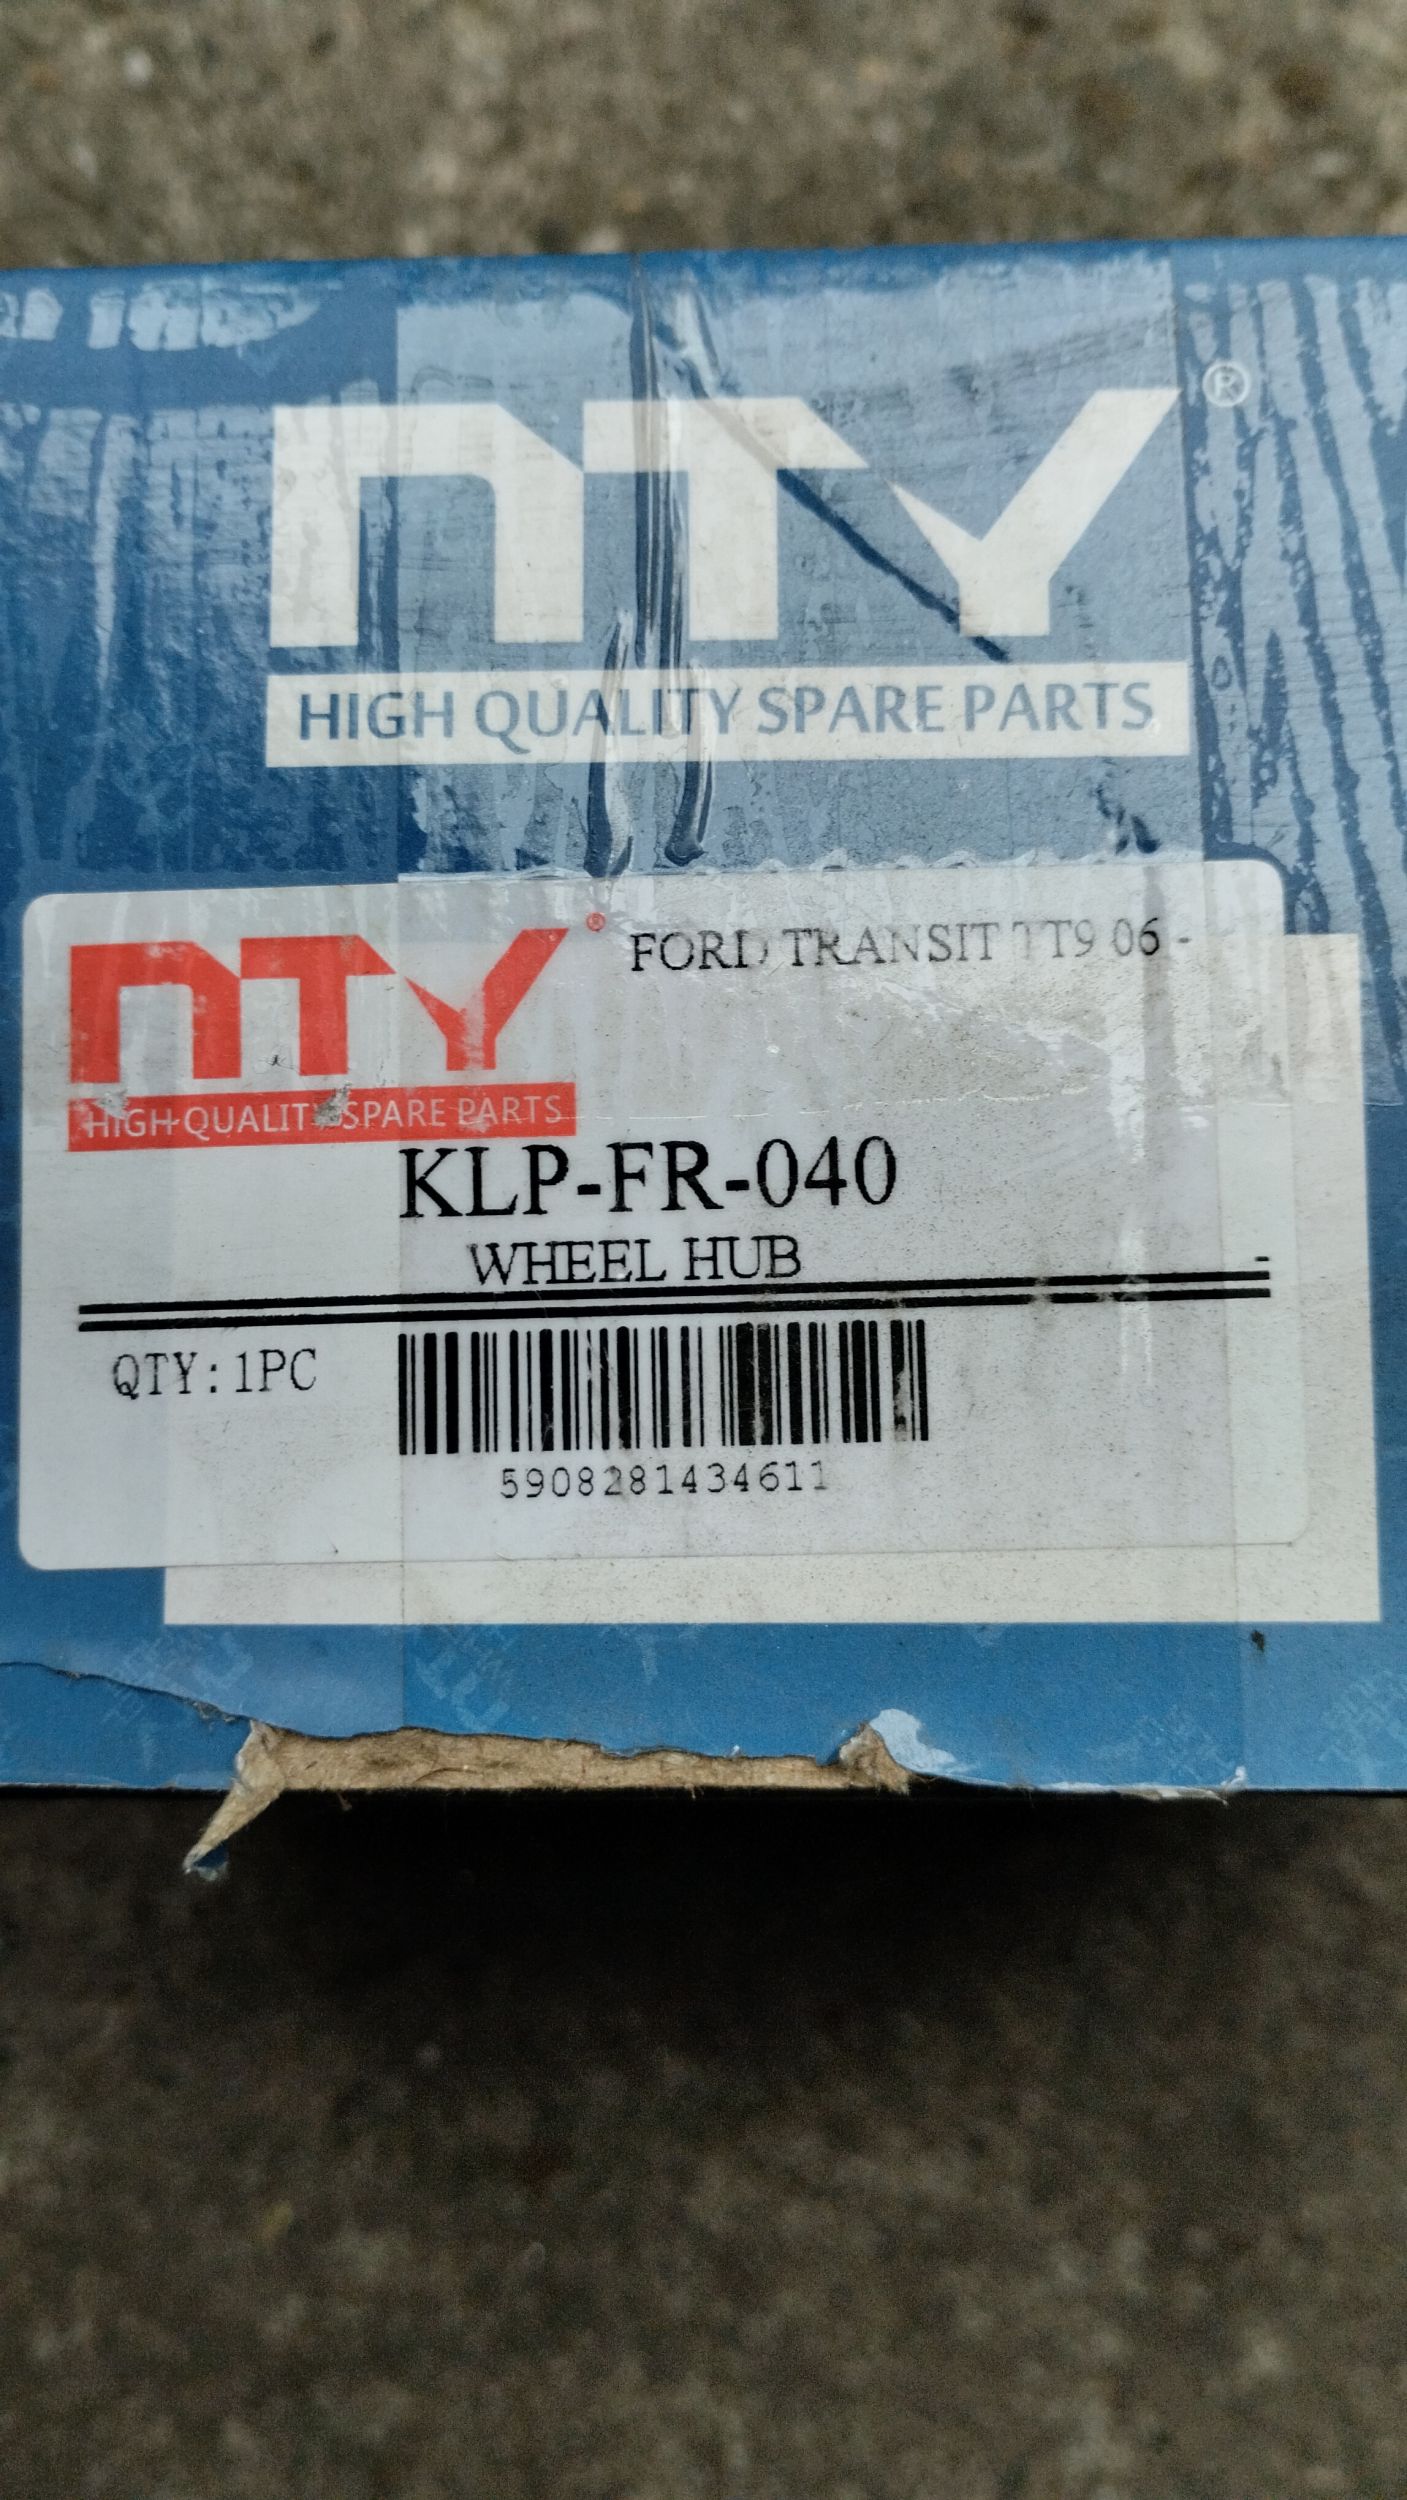 NTY®
HIGH QUALITY SPARE PARTS
NTY®
FORD TRANSIT TT9 06 -
HIGH QUALITY SPARE PARTS
KLP-FR-040
WHEEL HUB
-
QTY:1PC
5908281434611